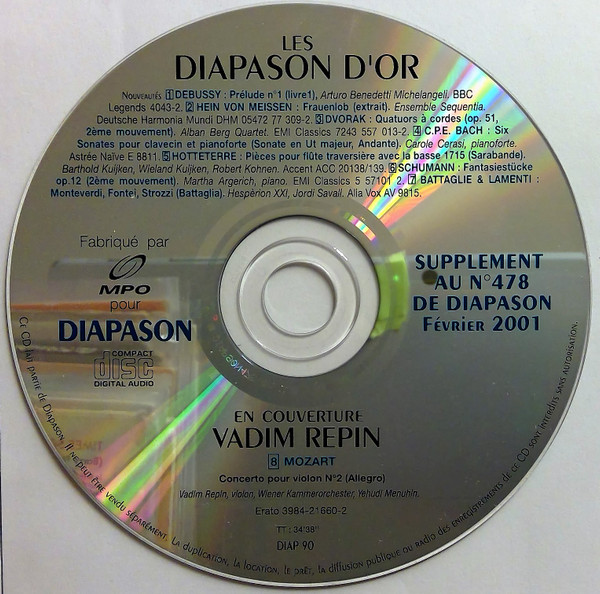 LES
DIAPASON D'OR
Nouveautés 1 DEBUSSY : Prélude n°1 (livre1), Arturo Benedetti Michelangeli, BBC
Legends 4043-2. 2 HEIN VON MEISSEN : Frauenlob (extrait). Ensemble Sequentia.
Deutsche Harmonia Mundi DHM 05472 77 309-2. 3 DVORAK : Quatuors à cordes (op. 51,
2ème mouvement). Alban Berg Quartet. EMI Classics 7243 557 013-2. 4 C.P.E. BACH : Six
Sonates pour clavecin et pianoforte (Sonate en Ut majeur, Andante). Carole Cerasi, pianoforte.
Astrée Naïve E 8811. 5 HOTTETERRE : Pièces pour flûte traversière avec la basse 1715 (Sarabande).
Barthold Kuijken, Wieland Kuijken, Robert Kohnen. Accent ACC 20138/139. 6 SCHUMANN : Fantasiestücke
op.12 (2ème mouvement). Martha Argerich, piano. EMI Classics 5 57101 2. 7 BATTAGLIE & LAMENTI :
Monteverdi, Fontei, Strozzi (Battaglia). Hespèrion XXI, Jordi Savall. Alia Vox AV 9815.
Fabriqué par
MPO
pour
DIAPASON
COMPACT
disc
DIGITAL AUDIO
SUPPLEMENT
AU N°478
DE DIAPASON
Février 2001
EN COUVERTURE
VADIM REPIN
8 MOZART
Concerto pour violon N°2 (Allegro)
Vadim Repin, violon, Wiener Kammerorchester, Yehudi Menuhin.
Erato 3984-21660-2
TT : 34'38"
DIAP 90
Ce CD fait partie de Diapason. Il ne peut être vendu séparément. La duplication, la location, le prêt, la diffusion publique ou radio des enregistrements de ce CD sont interdits sans autorisation.